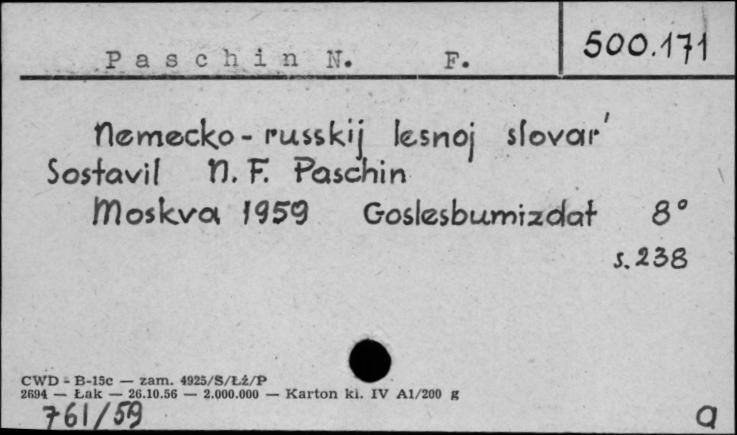 Paschin N. F.
500.171
Nemecko-russkij lesnoj slovar'
Sostavil N. F. Paschin
Moskva 1959 Goslesbumizdat 8°
s. 238
CWD - B-15c — zam. 4925/S/Łż/P
2694 — Łak — 26.10.56 — 2.000.000 — Karton kl. IV A1/200 g
761/59
a